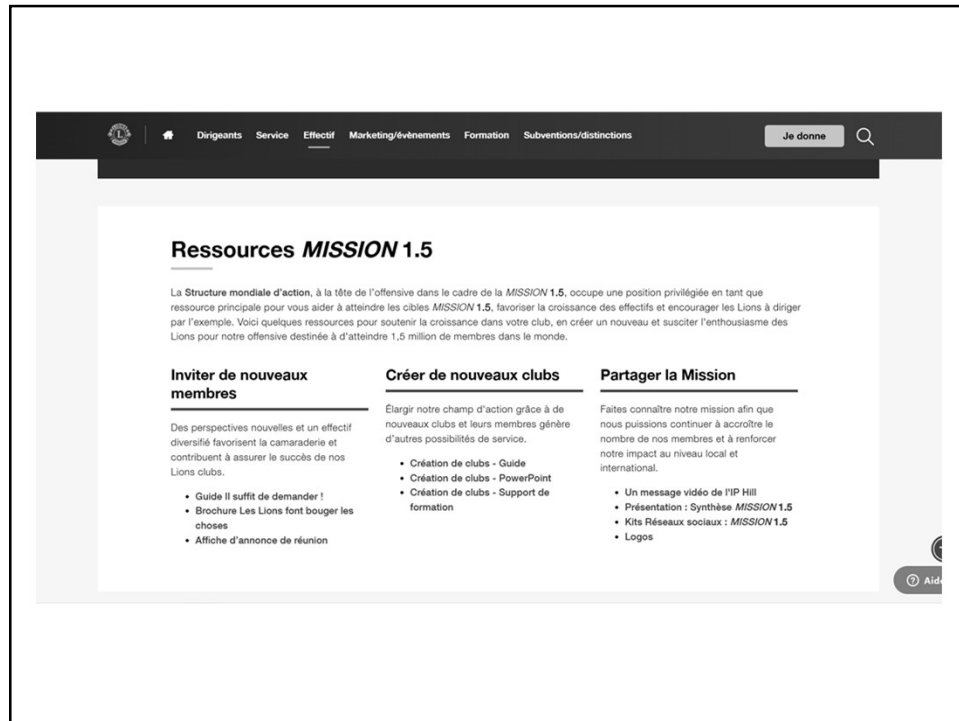 Dirigeants Service Effectif Marketing/évènements Formation Subventions/distinctions Je donne
Ressources MISSION 1.5
La Structure mondiale d'action, à la tête de l'offensive dans le cadre de la MISSION 1.5, occupe une position privilégiée en tant que
ressource principale pour vous aider à atteindre les cibles MISSION 1.5, favoriser la croissance des effectifs et encourager les Lions à diriger
par l'exemple. Voici quelques ressources pour soutenir la croissance dans votre club, en créer un nouveau et susciter l'enthousiasme des
Lions pour notre offensive destinée à d'atteindre 1,5 million de membres dans le monde.
Inviter de nouveaux
membres
Des perspectives nouvelles et un effectif
diversifié favorisent la camaraderie et
contribuent à assurer le succès de nos
Lions clubs.
• Guide Il suffit de demander !
• Brochure Les Lions font bouger les
choses
• Affiche d'annonce de réunion
Créer de nouveaux clubs
Élargir notre champ d'action grâce à de
nouveaux clubs et leurs membres génère
d'autres possibilités de service.
• Création de clubs - Guide
• Création de clubs - PowerPoint
• Création de clubs - Support de
formation
Partager la Mission
Faites connaître notre mission afin que
nous puissions continuer à accroître le
nombre de nos membres et à renforcer
notre impact au niveau local et
international.
• Un message vidéo de l'IP Hill
• Présentation : Synthèse MISSION 1.5
• Kits Réseaux sociaux : MISSION 1.5
• Logos